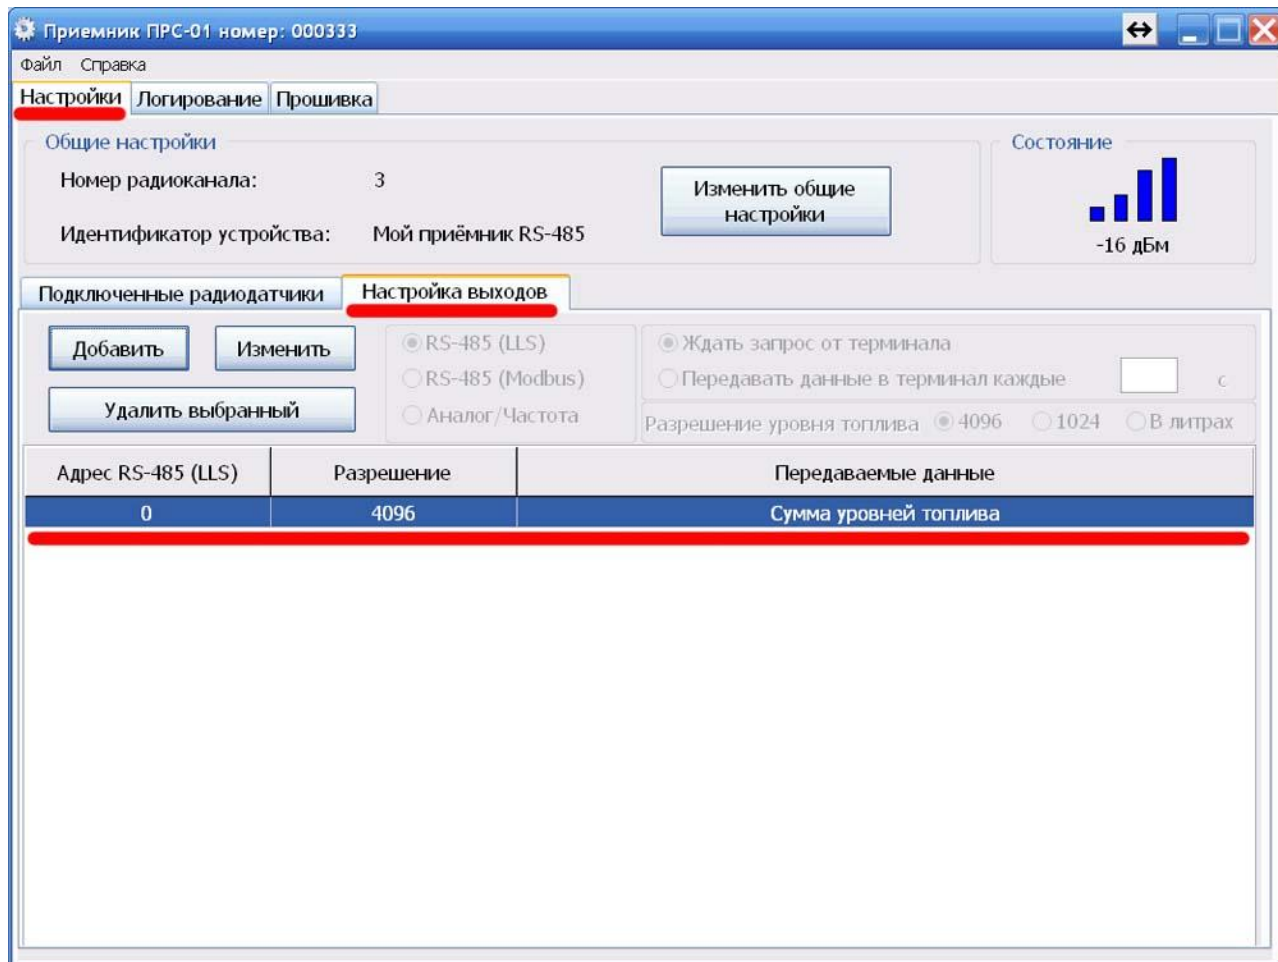 Приемник ПРС-01 номер: 000333
Файл Справка
Настройки Логирование Прошивка
Общие настройки Состояние
Номер радиоканала: 3 Изменить общие
настройки
Идентификатор устройства: Мой приёмник RS-485 -16 дБм
Подключенные радиодатчики Настройка выходов
Добавить Изменить RS-485 (LLS) Ждать запрос от терминала
RS-485 (Modbus) Передавать данные в терминал каждые с
Удалить выбранный Аналог/Частота Разрешение уровня топлива 4096 1024 В литрах
Адрес RS-485 (LLS) Разрешение Передаваемые данные
0 4096 Сумма уровней топлива